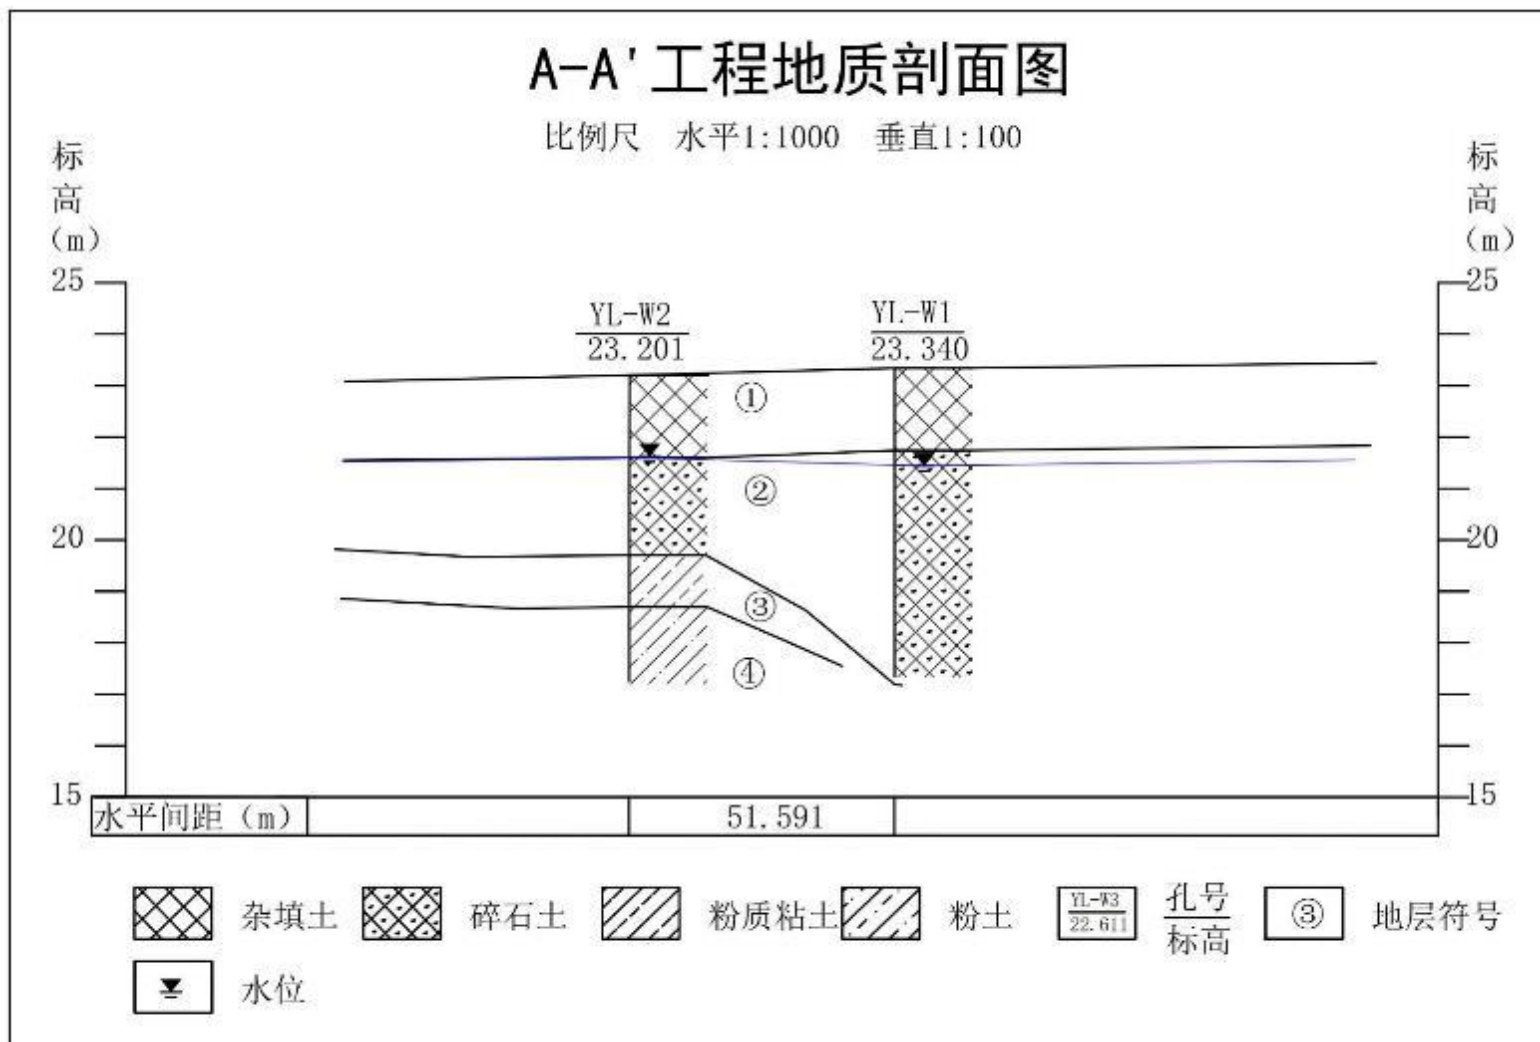 A-A'工程地质剖面图
比例尺 水平1:1000 垂直1:100
标高(m)
标高(m)
25
25
YL-W2
23.201
YL-W1
23.340
①
②
20
20
③
④
15
15
水平间距(m)
51.591
杂填土
碎石土
粉质粘土
粉土
YL-W3
22.611
孔号
标高
③
地层符号
水位